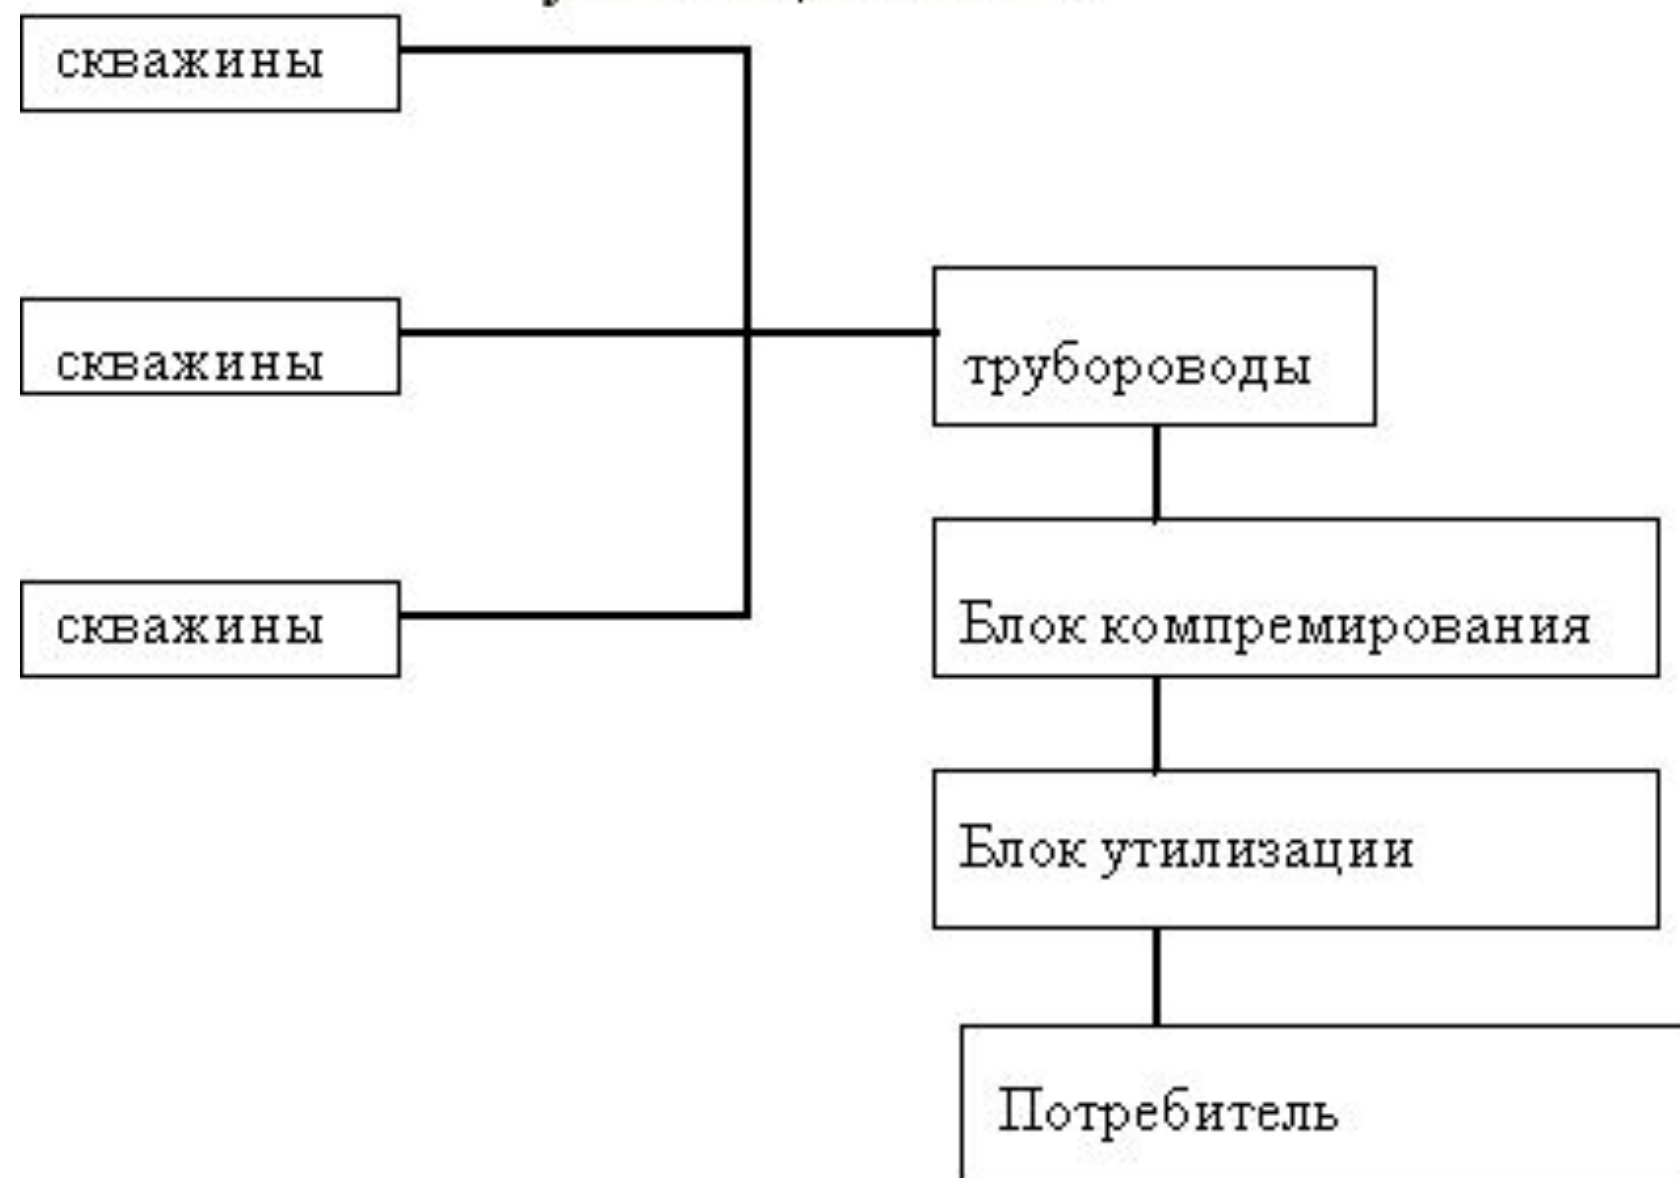 скважины
скважины
трубороводы
скважины
Блок компремирования
Блок утилизации
Потребитель